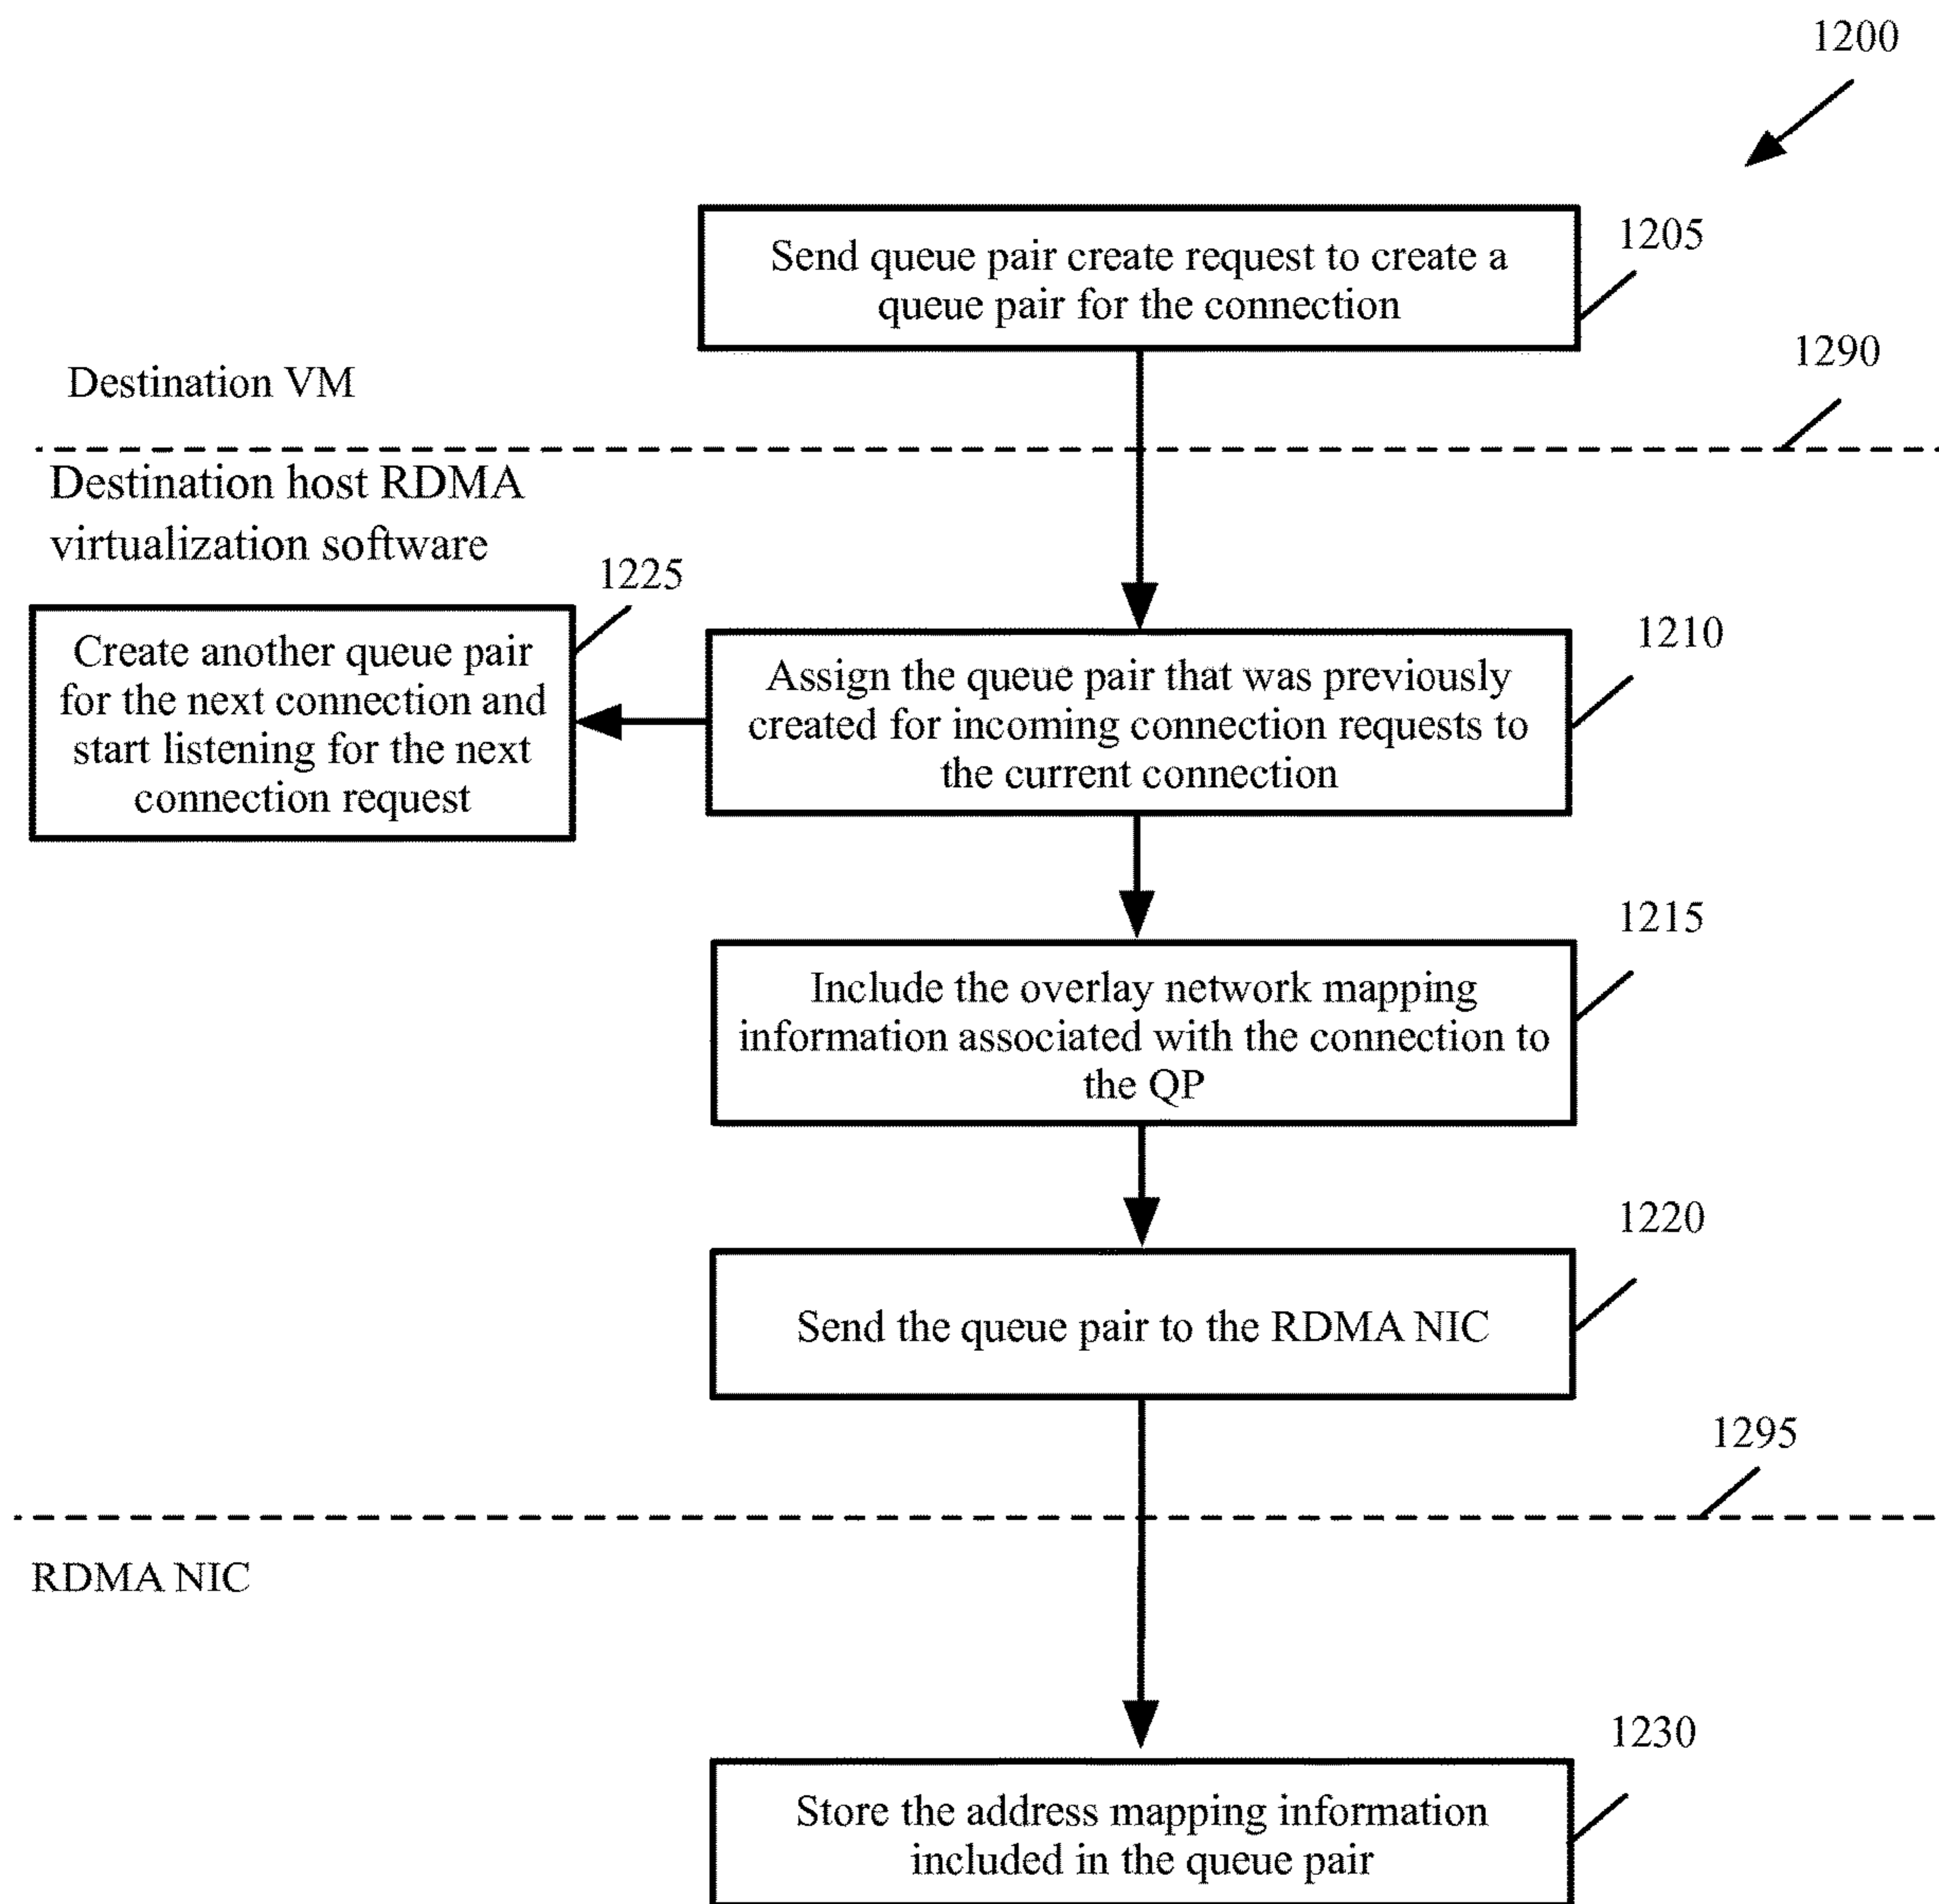 1200
Send queue pair create request to create a
queue pair for the connection
1205
1290
Destination VM
Destination host RDMA
virtualization software
1225
Create another queue pair
for the next connection and
start listening for the next
connection request
1210
Assign the queue pair that was previously
created for incoming connection requests to
the current connection
1215
Include the overlay network mapping
information associated with the connection to
the QP
1220
Send the queue pair to the RDMA NIC
1295
RDMA NIC
1230
Store the address mapping information
included in the queue pair